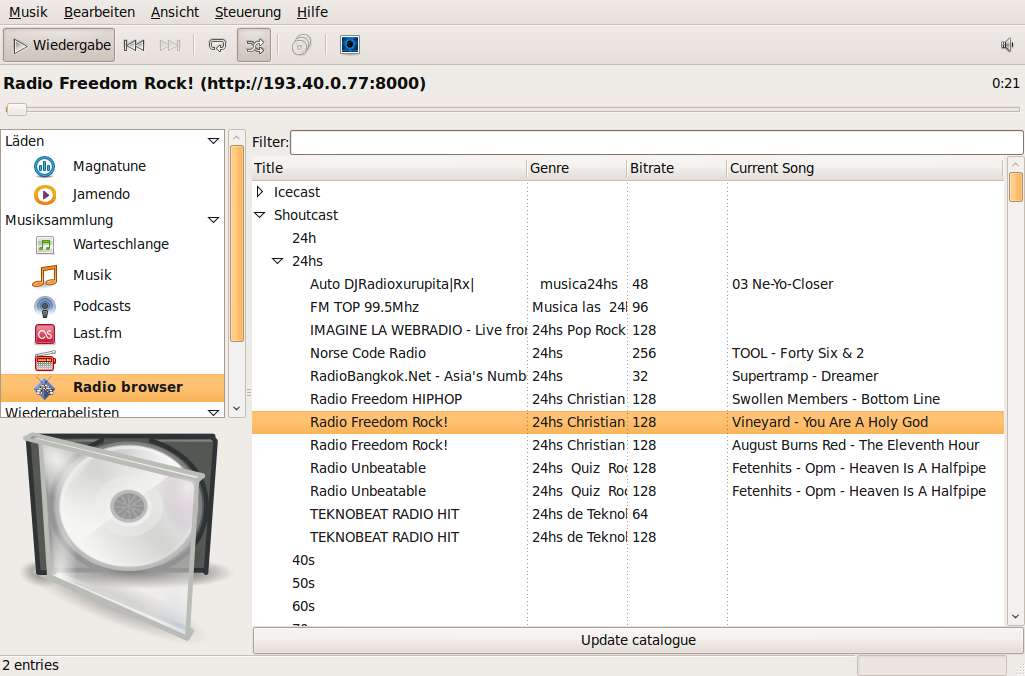 Musik Bearbeiten Ansicht Steuerung Hilfe
Wiedergabe
Radio Freedom Rock! (http://193.40.0.77:8000) 0:21
Läden
Magnatune
Jamendo
Musiksammlung
Warteschlange
Musik
Podcasts
Last.fm
Radio
Radio browser
Wiedergabelisten
Filter:
Title Genre Bitrate Current Song
Icecast
Shoutcast
24h
24hs
Auto DJRadioxurupita|Rx| musica24hs 48 03 Ne-Yo-Closer
FM TOP 99.5Mhz Musica las 24 96
IMAGINE LA WEBRADIO - Live fro 24hs Pop Rock 128
Norse Code Radio 24hs 256 TOOL - Forty Six & 2
RadioBangkok.Net - Asia's Numb 24hs 32 Supertramp - Dreamer
Radio Freedom HIPHOP 24hs Christian 128 Swollen Members - Bottom Line
Radio Freedom Rock! 24hs Christian 128 Vineyard - You Are A Holy God
Radio Freedom Rock! 24hs Christian 128 August Burns Red - The Eleventh Hour
Radio Unbeatable 24hs Quiz Roc 128 Fetenhits - Opm - Heaven Is A Halfpipe
Radio Unbeatable 24hs Quiz Roc 128 Fetenhits - Opm - Heaven Is A Halfpipe
TEKNOBEAT RADIO HIT 24hs de Tekno 64
TEKNOBEAT RADIO HIT 24hs de Tekno 128
40s
50s
60s
Update catalogue
2 entries